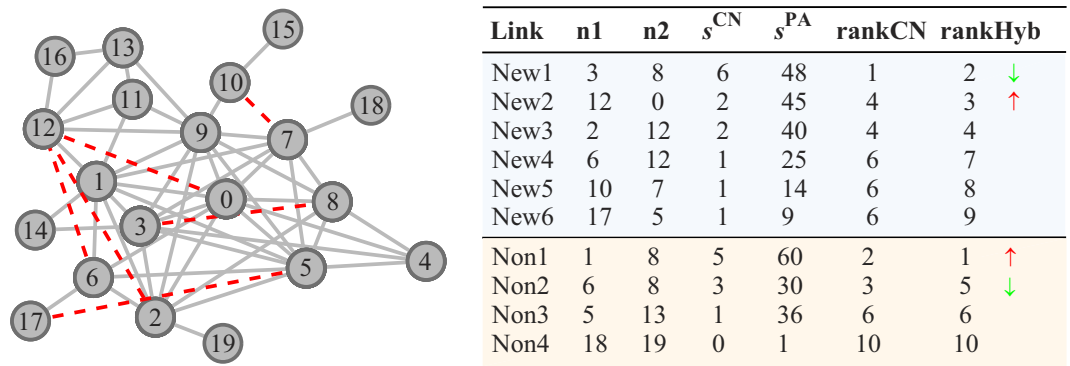 15
13
16
10
11
18
12
9
7
1
0
8
3
14
5
4
6
2
17
19
Link n1 n2 s^CN s^PA rankCN rankHyb
New1 3 8 6 48 1 2 ↓
New2 12 0 2 45 4 3 ↑
New3 2 12 2 40 4 4
New4 6 12 1 25 6 7
New5 10 7 1 14 6 8
New6 17 5 1 9 6 9
Non1 1 8 5 60 2 1 ↑
Non2 6 8 3 30 3 5 ↓
Non3 5 13 1 36 6 6
Non4 18 19 0 1 10 10